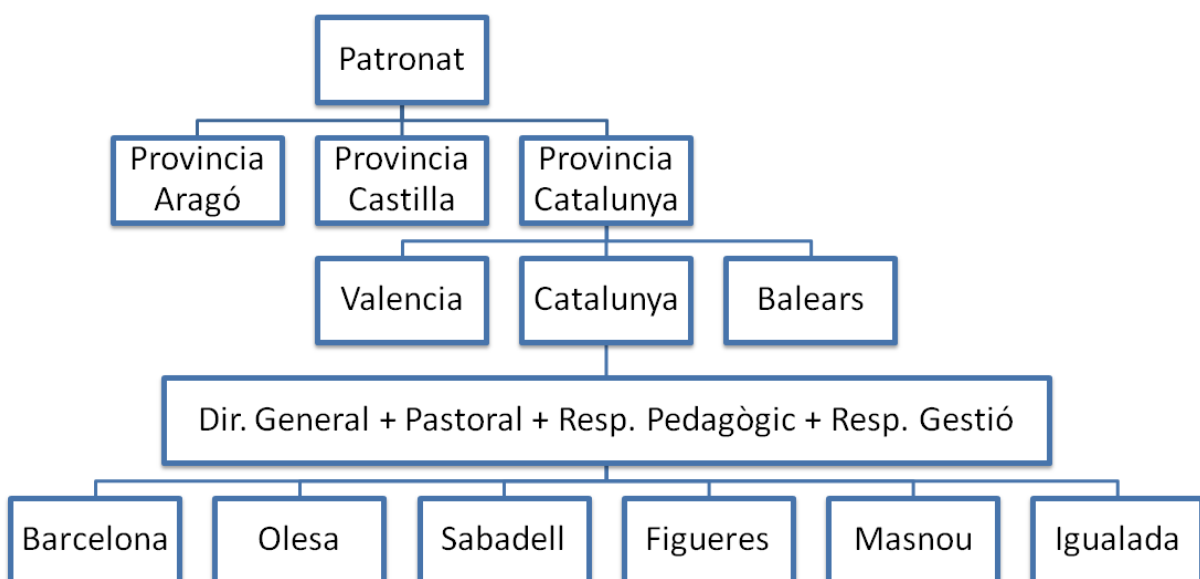 Patronat
Provincia
Aragó
Provincia
Castilla
Provincia
Catalunya
Valencia
Catalunya
Balears
Dir. General + Pastoral + Resp. Pedagògic + Resp. Gestió
Barcelona
Olesa
Sabadell
Figueres
Masnou
Igualada